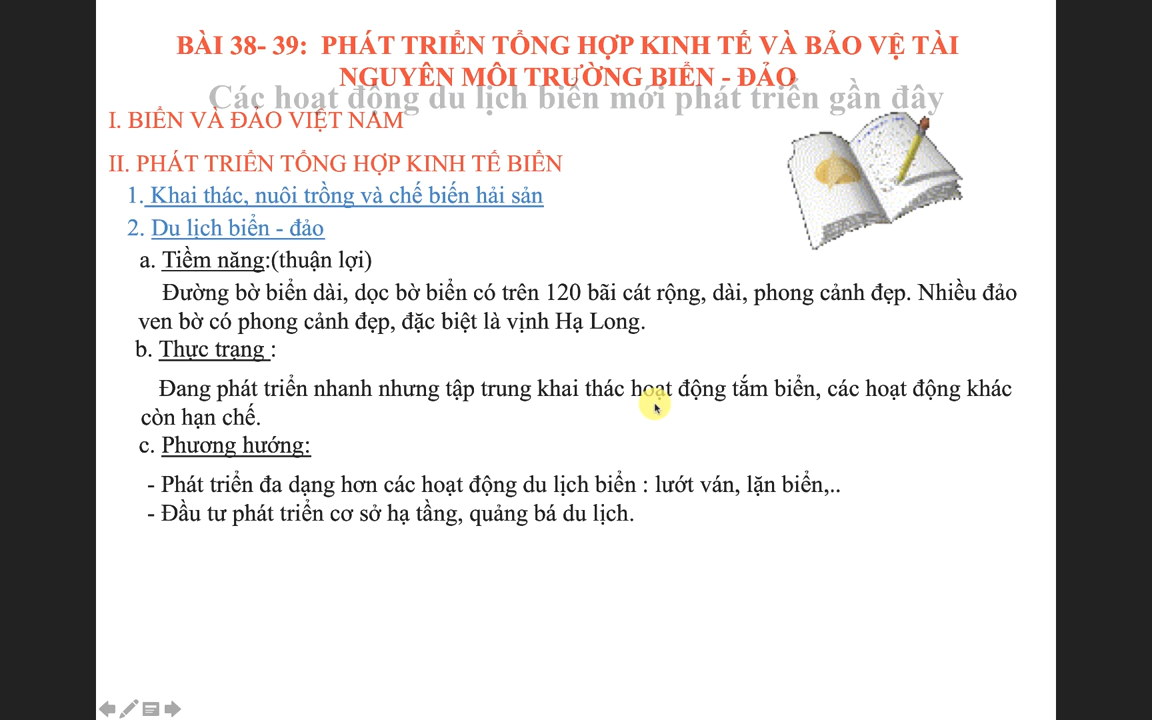 BÀI 38- 39:  PHÁT TRIỂN TỔNG HỢP KINH TẾ VÀ BẢO VỆ TÀI
NGUYÊN MÔI TRƯỜNG BIỂN - ĐẢO
Các hoạt động du lịch biển mới phát triển gần đây
I. BIỂN VÀ ĐẢO VIỆT NAM
II. PHÁT TRIỂN TỔNG HỢP KINH TẾ BIỂN
1. Khai thác, nuôi trồng và chế biến hải sản
2. Du lịch biển - đảo
a. Tiềm năng:(thuận lợi)
Đường bờ biển dài, dọc bờ biển có trên 120 bãi cát rộng, dài, phong cảnh đẹp. Nhiều đảo
ven bờ có phong cảnh đẹp, đặc biệt là vịnh Hạ Long.
b. Thực trạng :
Đang phát triển nhanh nhưng tập trung khai thác hoạt động tắm biển, các hoạt động khác
còn hạn chế.
c. Phương hướng:
- Phát triển đa dạng hơn các hoạt động du lịch biển : lướt ván, lặn biển,..
- Đầu tư phát triển cơ sở hạ tầng, quảng bá du lịch.